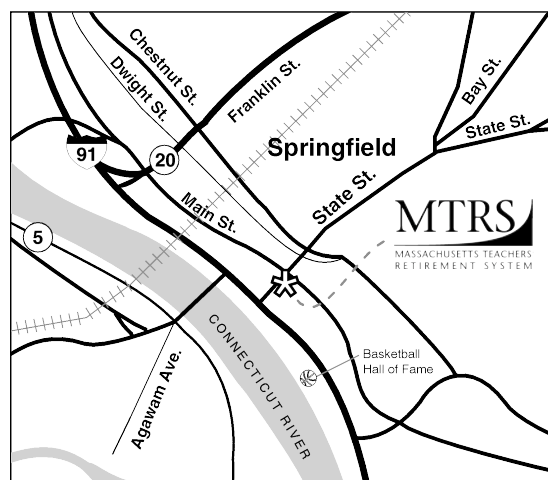 Chestnut St.
Dwight St.
Franklin St.
Bay St.
State St.
91
20
Springfield
State St.
Main St.
MTRS
MASSACHUSETTS TEACHERS
RETIREMENT SYSTEM
5
CONNECTICUT RIVER
Basketball
Hall of Fame
Agawam Ave.